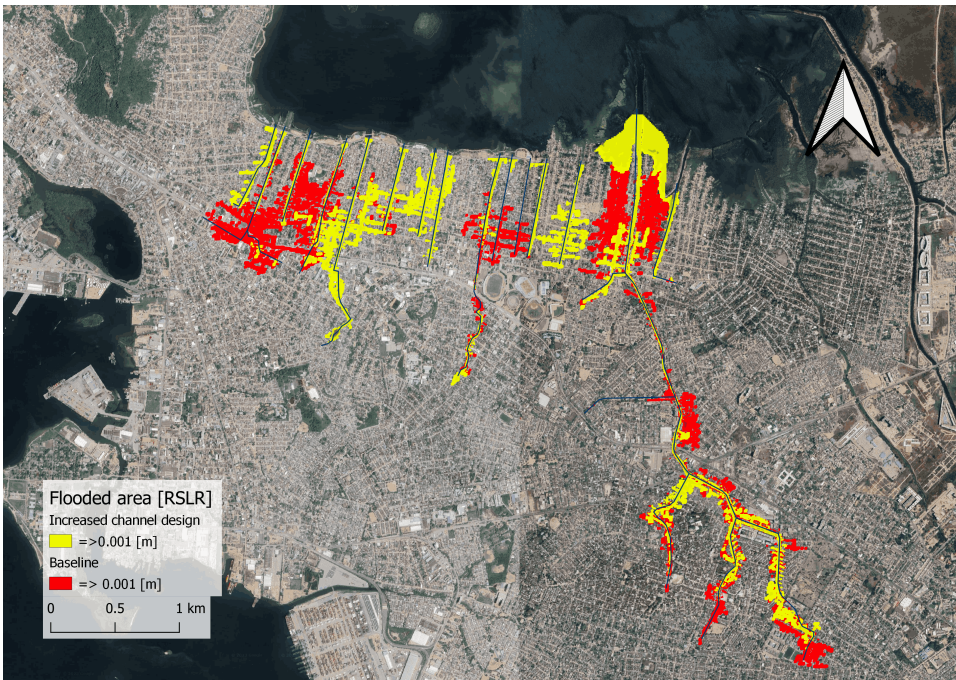 Flooded area [RSLR]
Increased channel design
=>0.001 [m]
Baseline
=> 0.001 [m]
0 0.5 1 km